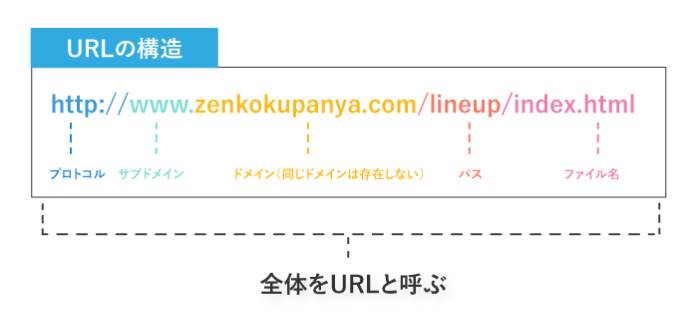 URLの構造
http://www.zenkokupanya.com/lineup/index.html
プロトコル サブドメイン ドメイン(同じドメインは存在しない) パス ファイル名
全体をURLと呼ぶ